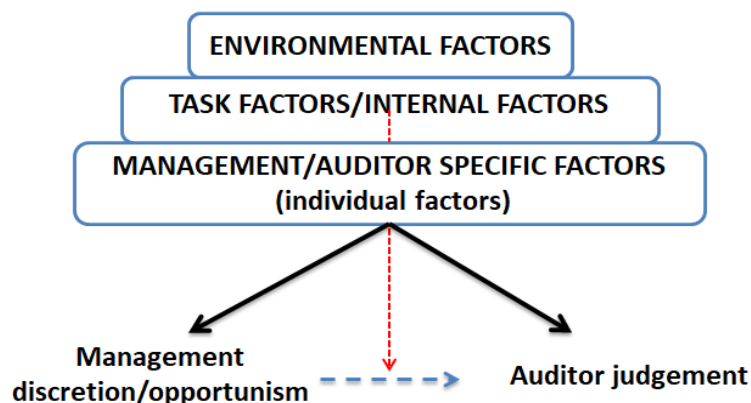 ENVIRONMENTAL FACTORS
TASK FACTORS/INTERNAL FACTORS
MANAGEMENT/AUDITOR SPECIFIC FACTORS
(individual factors)
Management
discretion/opportunism
Auditor judgement